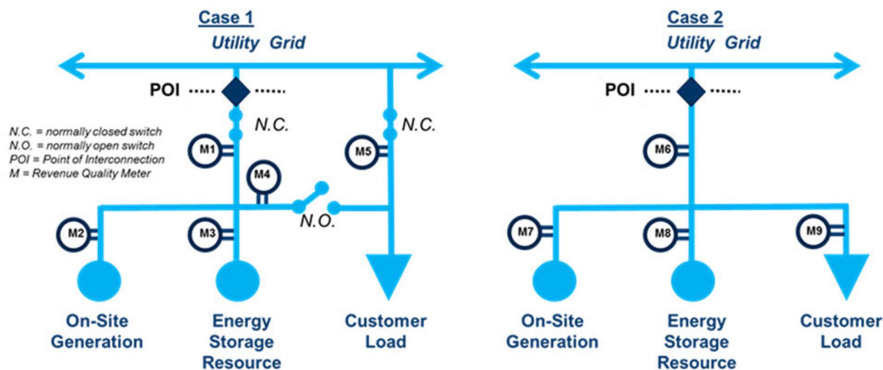 Case 1
Utility Grid
POI
N.C.
N.C.
N.C. = normally closed switch
N.O. = normally open switch
POI = Point of Interconnection
M = Revenue Quality Meter
M1
M5
M4
N.O.
M2
M3
On-Site
Generation
Energy
Storage
Resource
Customer
Load
Case 2
Utility Grid
POI
M6
M7
M8
M9
On-Site
Generation
Energy
Storage
Resource
Customer
Load